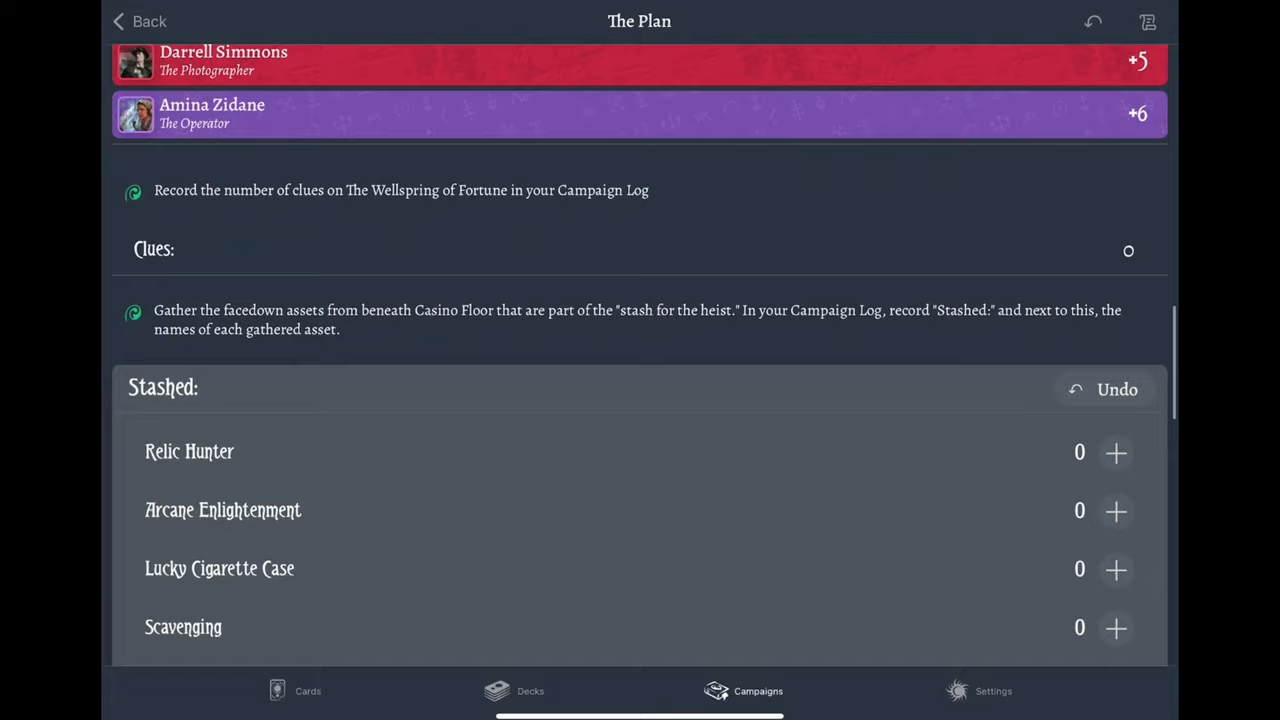 Back
The Plan
Darrell Simmons
The Photographer
+5
Amina Zidane
The Operator
+6
Record the number of clues on The Wellspring of Fortune in your Campaign Log
Clues:
0
Gather the facedown assets from beneath Casino Floor that are part of the "stash for the heist." In your Campaign Log, record "Stashed:" and next to this, the
names of each gathered asset.
Stashed:
Undo
Relic Hunter
0
Arcane Enlightenment
0
Lucky Cigarette Case
0
Scavenging
0
Cards
Decks
Campaigns
Settings